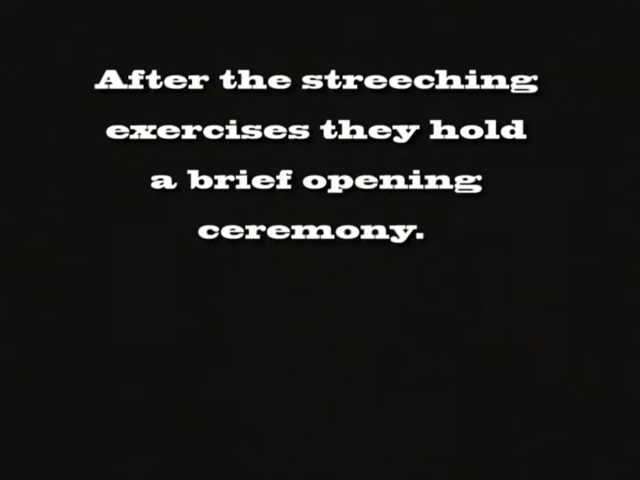 After the streeching
exercises they hold
a brief opening
ceremony.